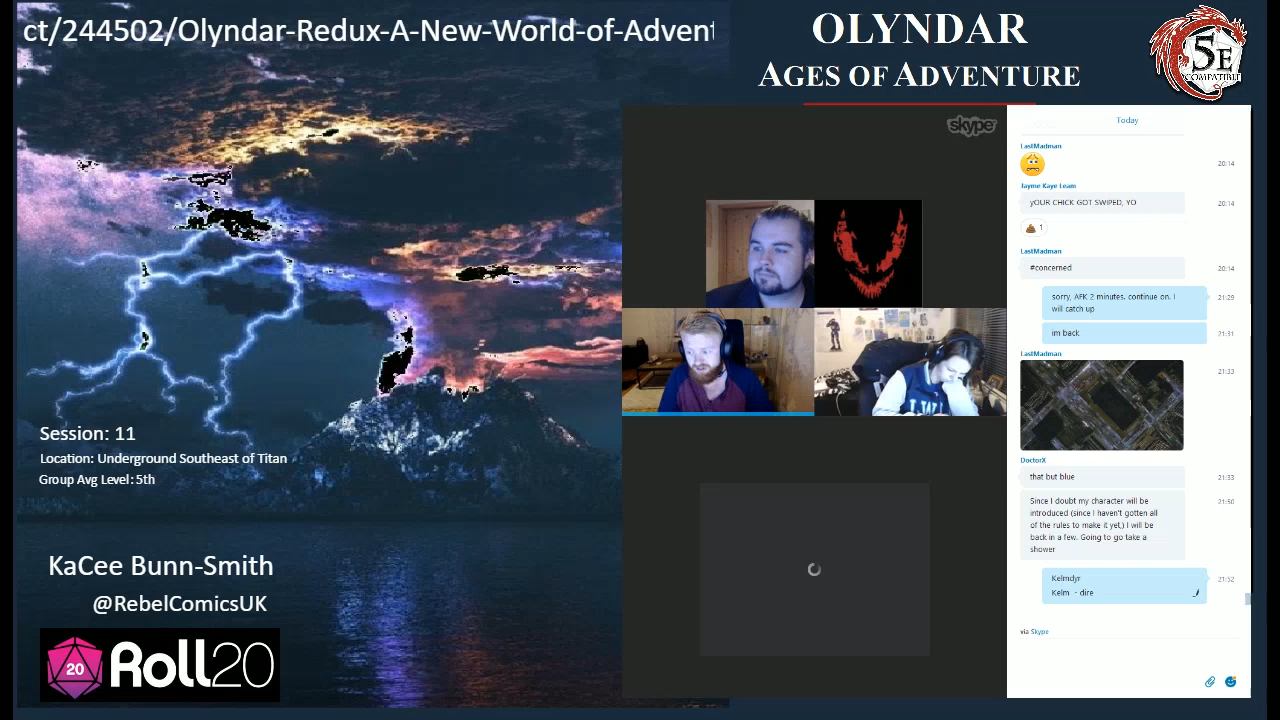 ct/244502/Olyndar-Redux-A-New-World-of-Advent
OLYNDAR
AGES OF ADVENTURE
5E
COMPATIBLE
skype
Today
LastMadman
20:14
Jayme Kaye Leam
yOUR CHICK GOT SWIPED, YO
20:14
1
LastMadman
#concerned
20:14
sorry, AFK 2 minutes. continue on. I
will catch up
21:29
im back
21:31
LastMadman
21:33
DoctorX
that but blue
21:33
Since I doubt my character will be
introduced (since I haven't gotten all
of the rules to make it yet,) I will be
back in a few. Going to go take a
shower
21:50
Kelmdyr
Kelm - dire
21:52
via Skype
Session: 11
Location: Underground Southeast of Titan
Group Avg Level: 5th
KaCee Bunn-Smith
@RebelComicsUK
20
Roll20